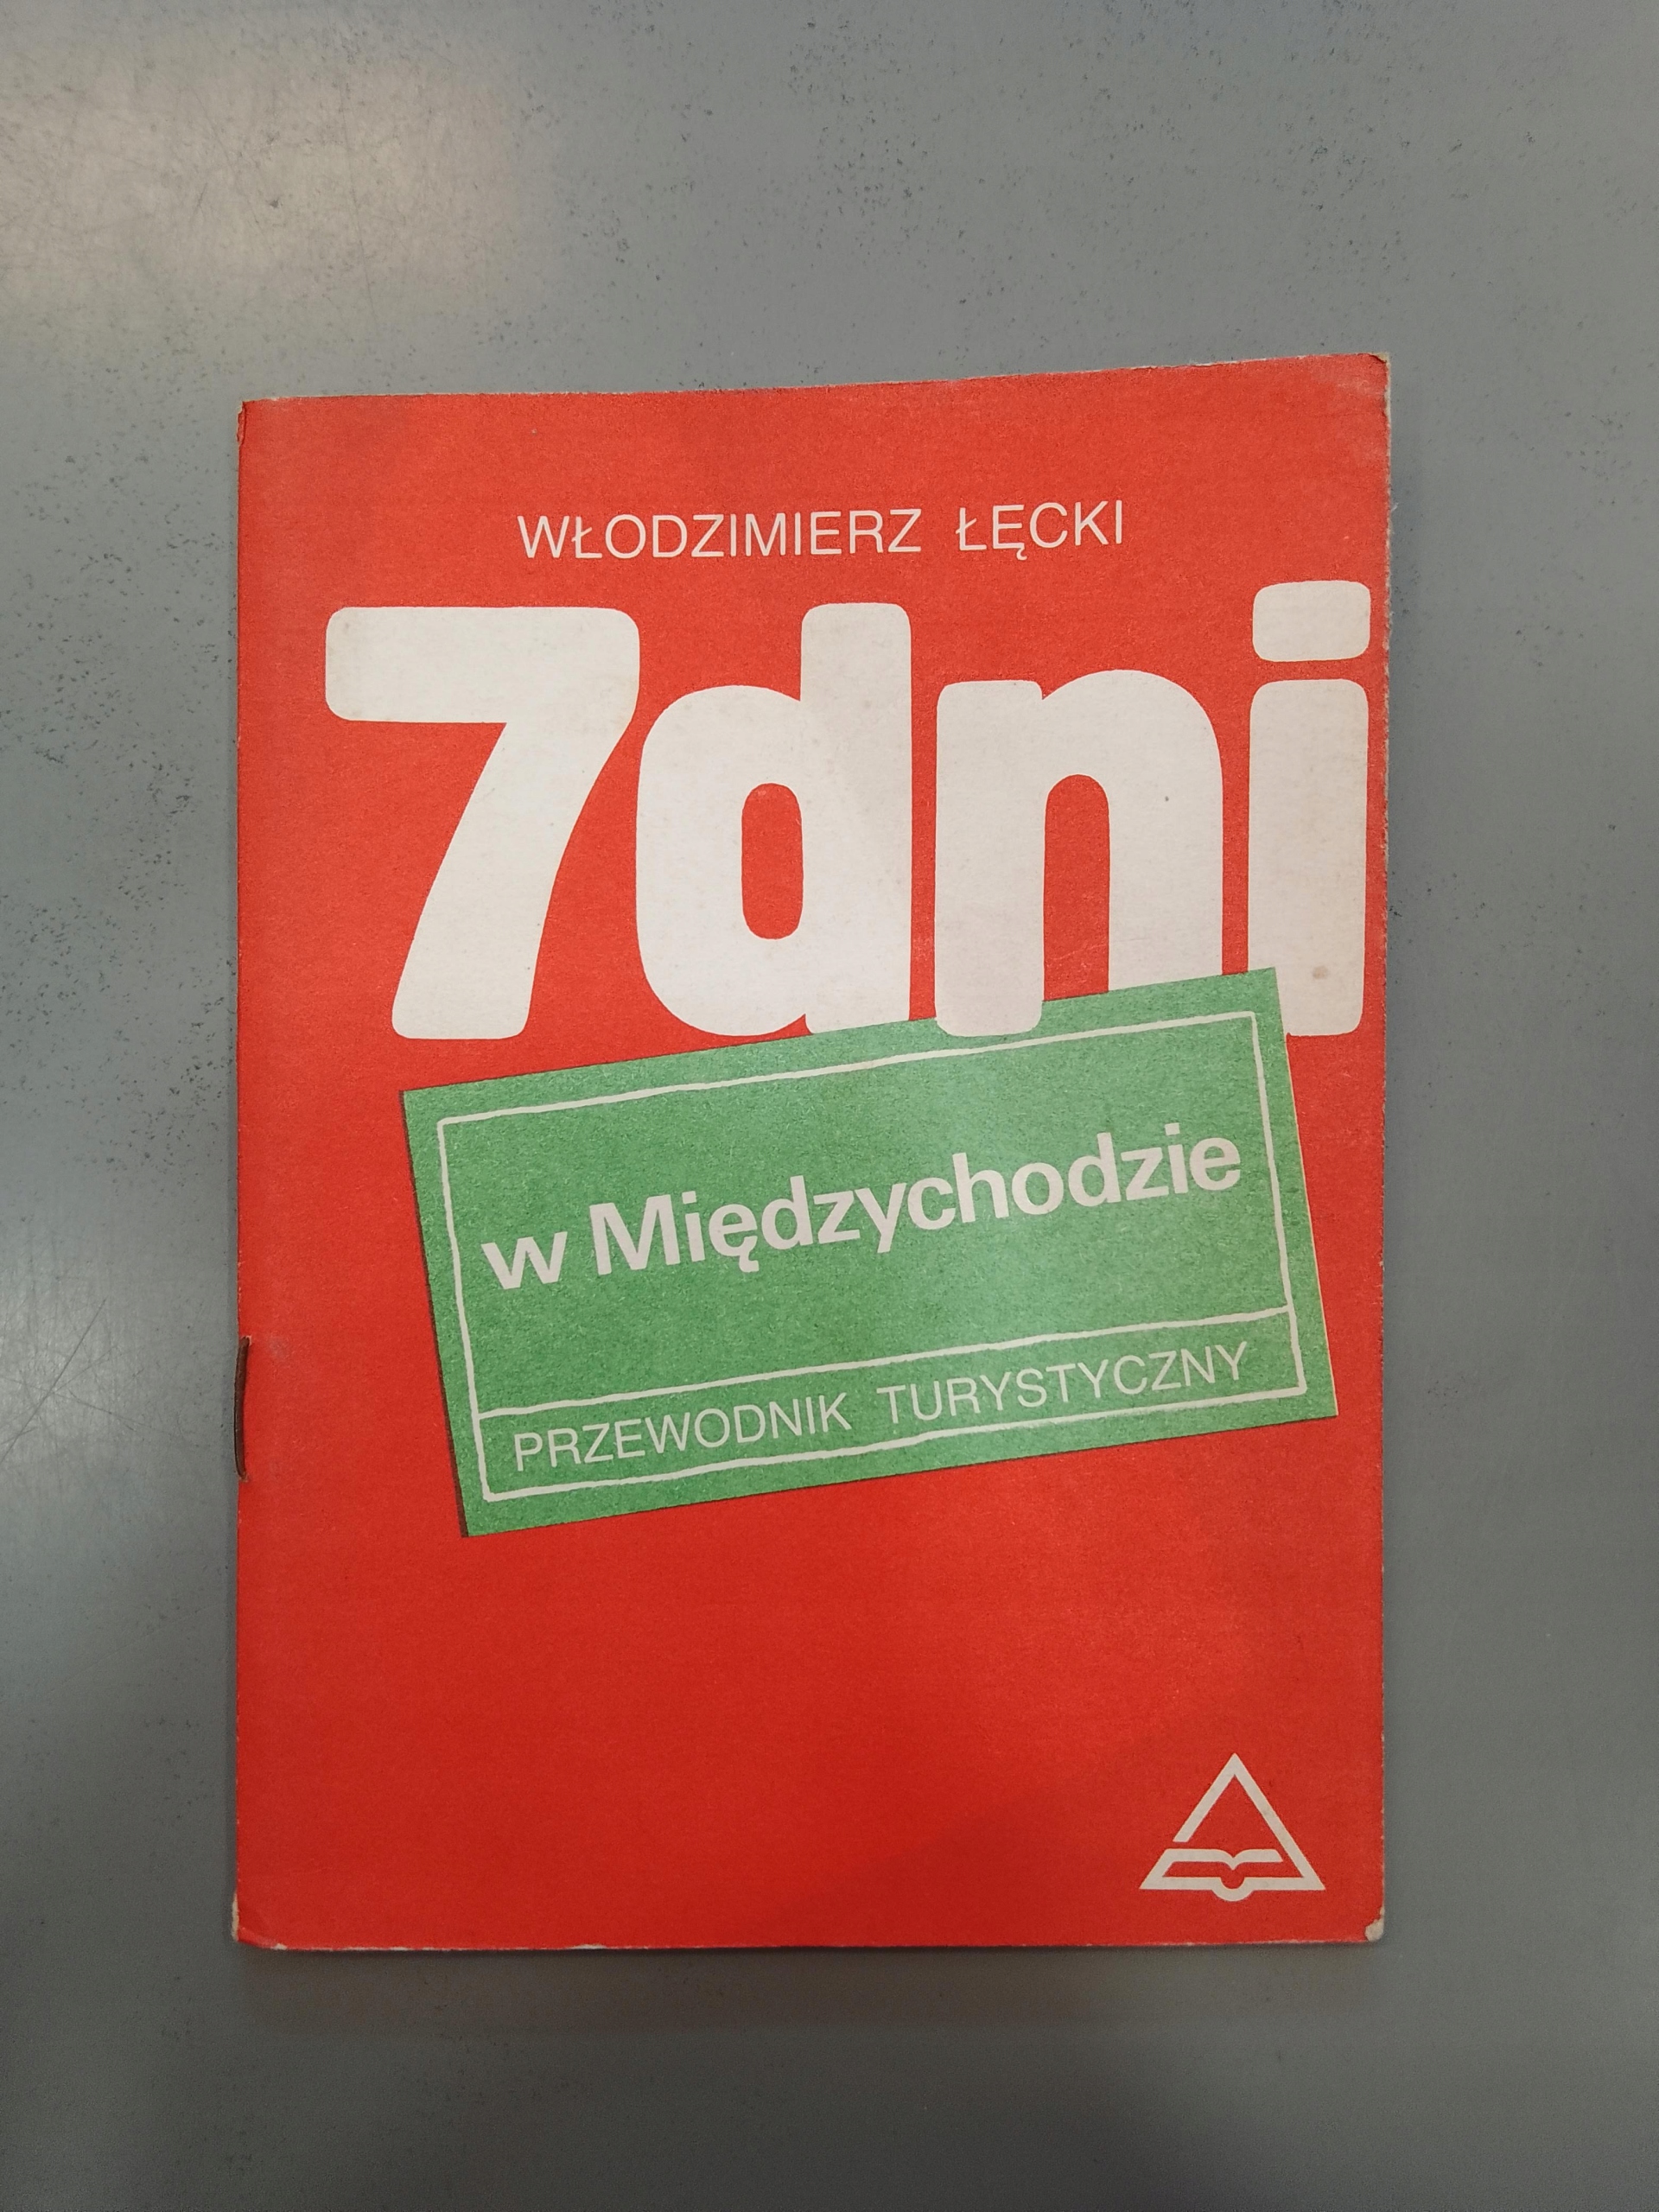 WŁODZIMIERZ ŁĘCKI
7dni
w Międzychodzie
PRZEWODNIK TURYSTYCZNY